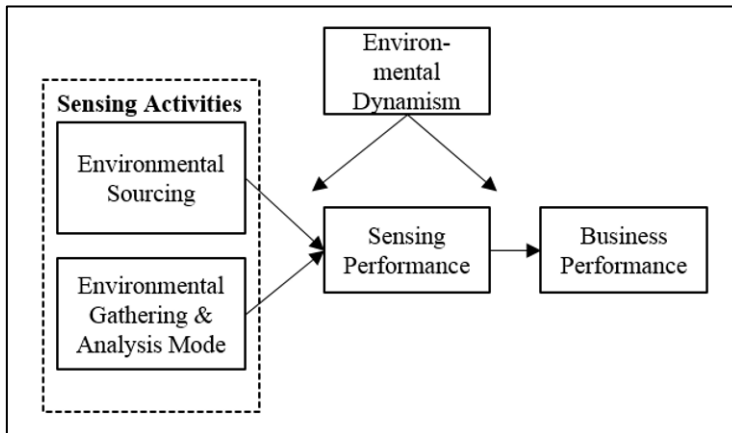 Environ-
mental
Dynamism
Sensing Activities
Environmental
Sourcing
Environmental
Gathering &
Analysis Mode
Sensing
Performance
Business
Performance